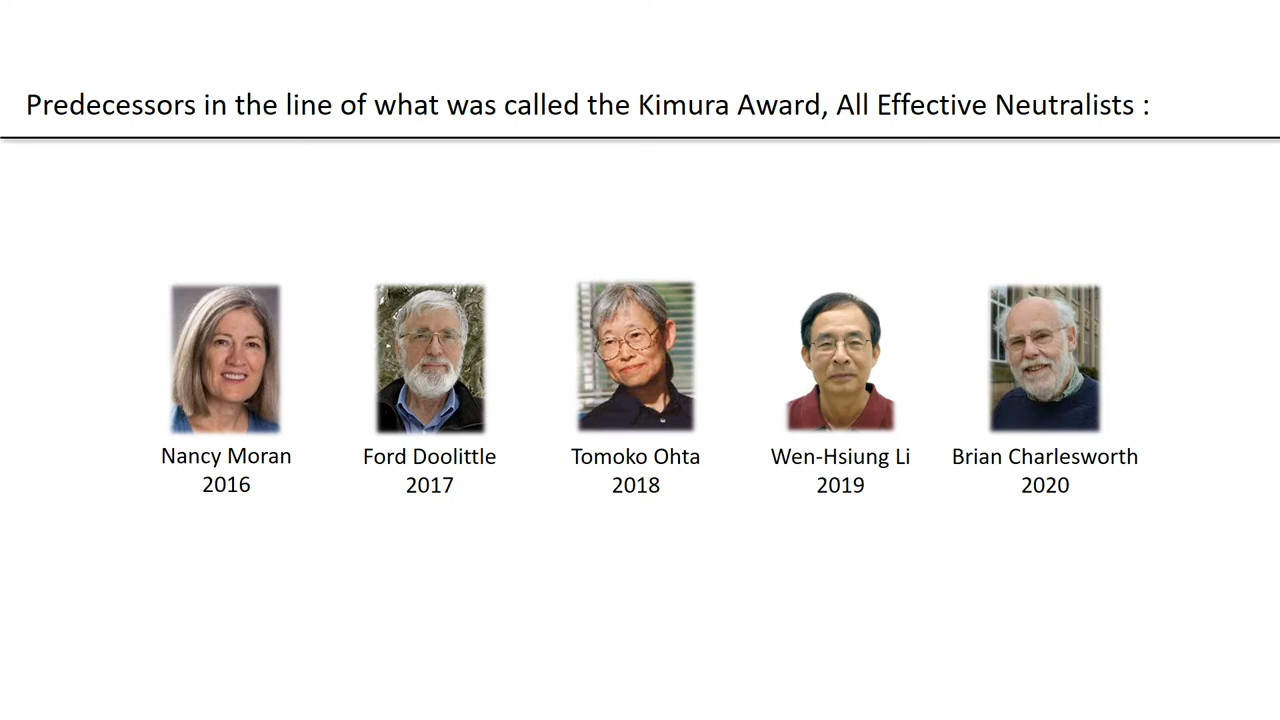 Predecessors in the line of what was called the Kimura Award, All Effective Neutralists :
Nancy Moran
2016
Ford Doolittle
2017
Tomoko Ohta
2018
Wen-Hsiung Li
2019
Brian Charlesworth
2020